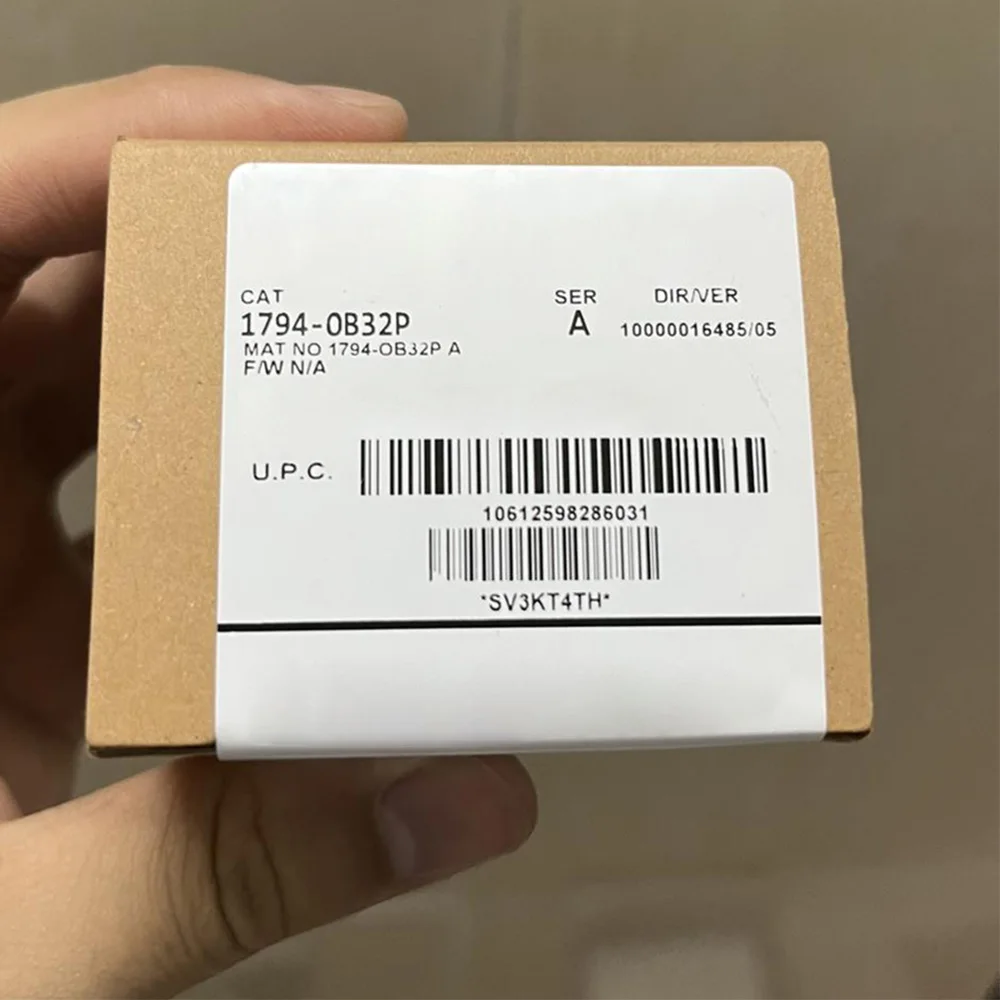 CAT
1794-OB32P
MAT NO 1794-OB32P A
F/W N/A
SER
A
DIR/VER
10000016485/05
U.P.C.
10612598286031
*SV3KT4TH*